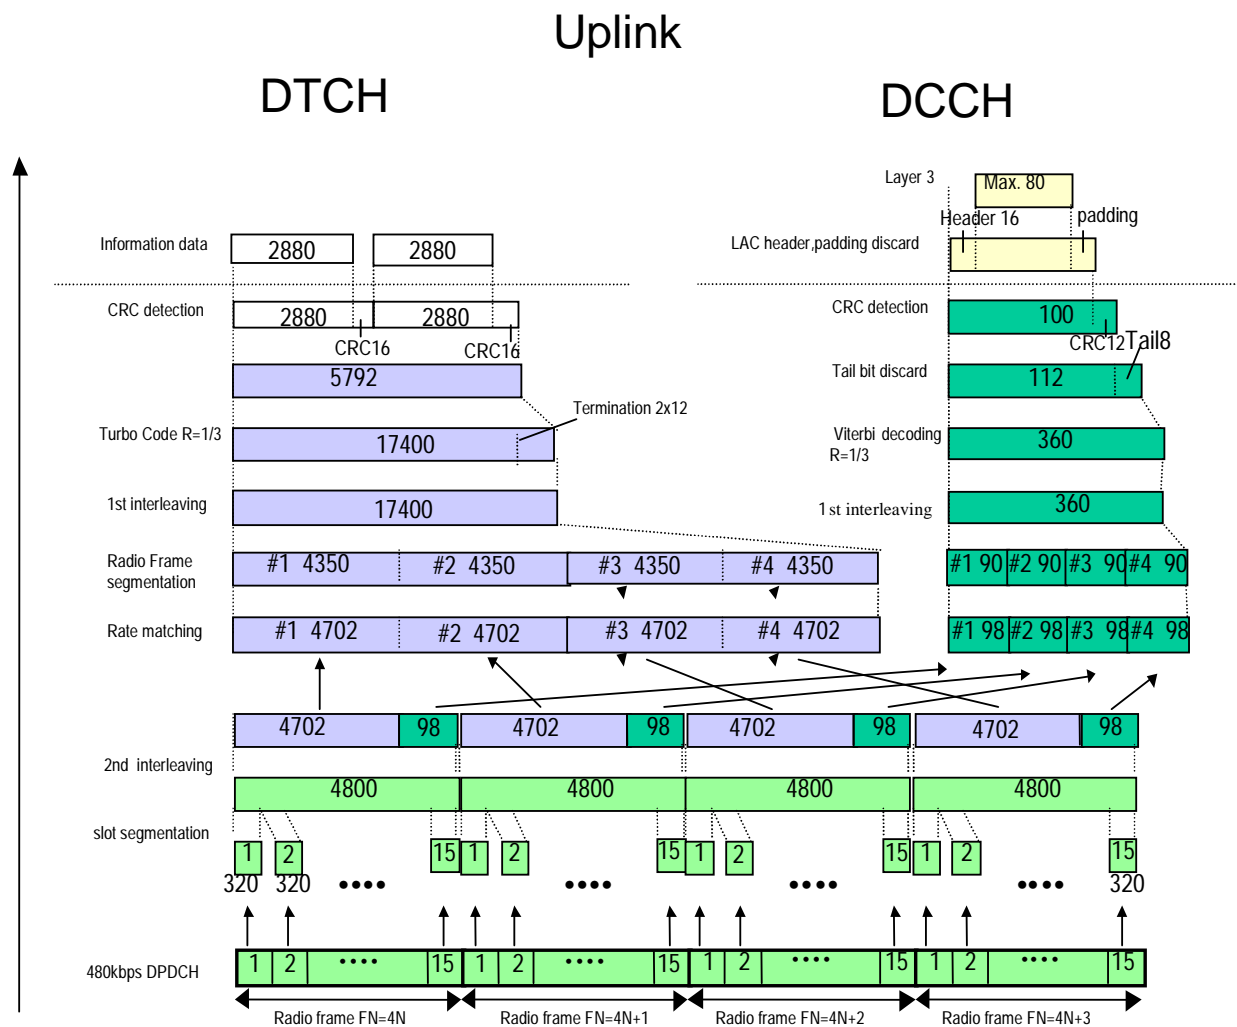 Uplink
DTCH
DCCH
Layer 3
Max. 80
Header 16
padding
Information data
2880
2880
LAC header,padding discard
CRC detection
2880
2880
CRC16
CRC16
CRC detection
100
CRC12
Tail8
5792
Tail bit discard
112
Termination 2x12
Turbo Code R=1/3
17400
Viterbi decoding
R=1/3
360
1st interleaving
17400
1st interleaving
360
Radio Frame
segmentation
#1 4350
#2 4350
#3 4350
#4 4350
#1 90
#2 90
#3 90
#4 90
Rate matching
#1 4702
#2 4702
#3 4702
#4 4702
#1 98
#2 98
#3 98
#4 98
4702
98
4702
98
4702
98
4702
98
2nd interleaving
4800
4800
4800
4800
slot segmentation
1
2
15
1
2
15
1
2
15
1
2
15
320
320
••••
••••
••••
••••
320
480kbps DPDCH
1
2
••••
15
1
2
••••
15
1
2
••••
15
1
2
••••
15
Radio frame FN=4N
Radio frame FN=4N+1
Radio frame FN=4N+2
Radio frame FN=4N+3